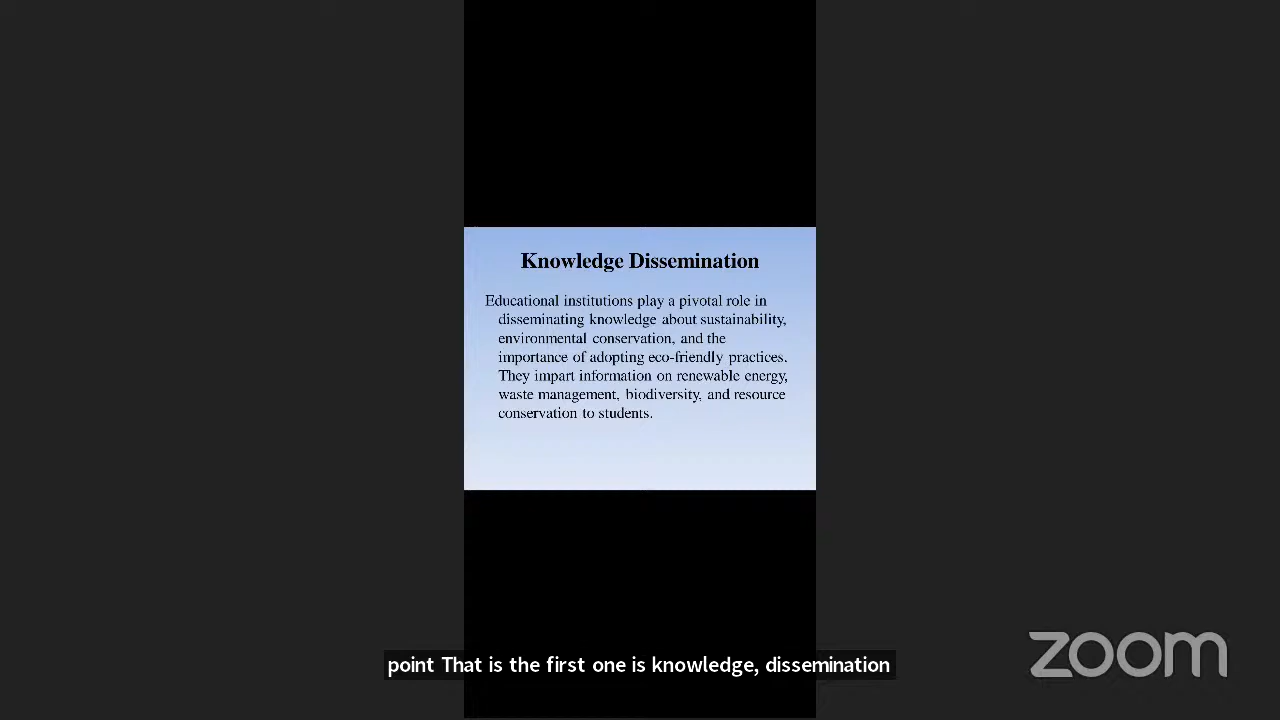 Knowledge Dissemination
Educational institutions play a pivotal role in
disseminating knowledge about sustainability,
environmental conservation, and the
importance of adopting eco-friendly practices.
They impart information on renewable energy,
waste management, biodiversity, and resource
conservation to students.
point That is the first one is knowledge, dissemination
zoom